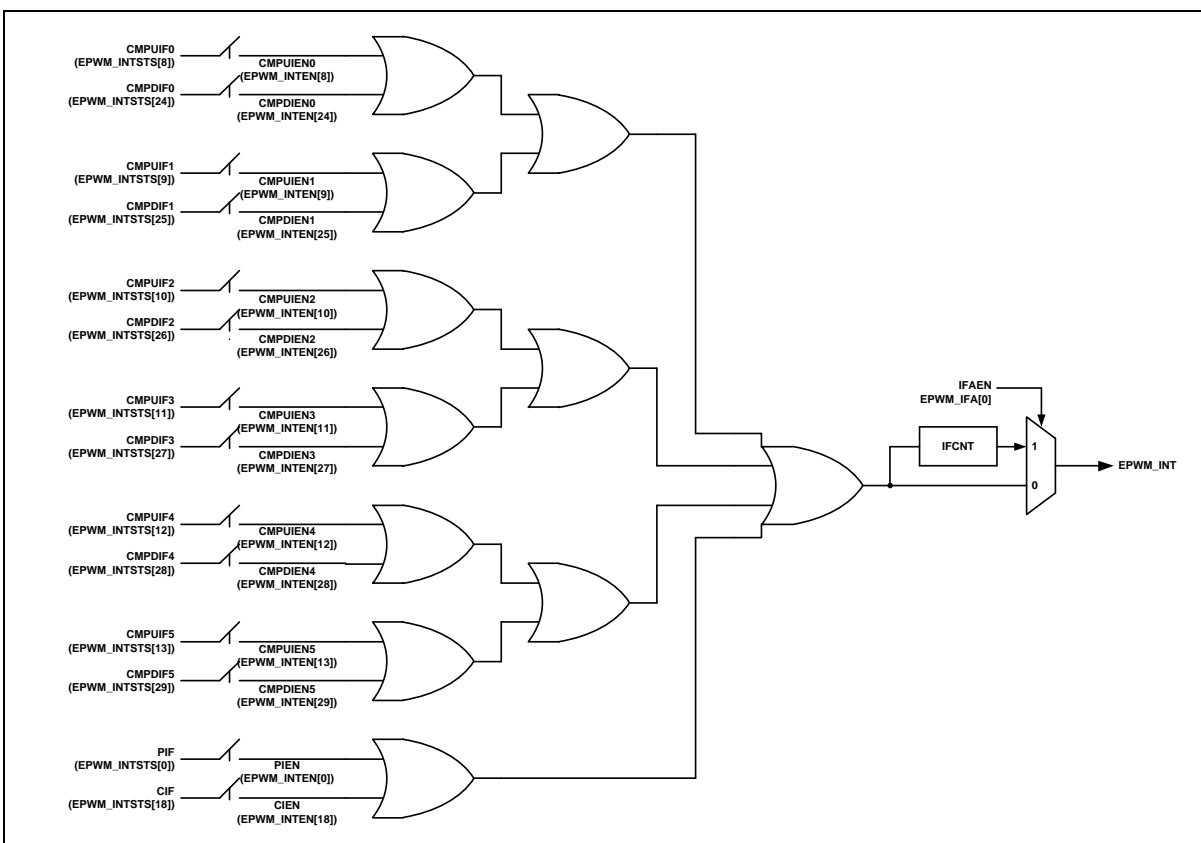 CMPUIF0
(EPWM_INTSTS[8])
CMPUIEN0
(EPWM_INTEN[8])
CMPDIF0
(EPWM_INTSTS[24])
CMPDIEN0
(EPWM_INTEN[24])
CMPUIF1
(EPWM_INTSTS[9])
CMPUIEN1
(EPWM_INTEN[9])
CMPDIF1
(EPWM_INTSTS[25])
CMPDIEN1
(EPWM_INTEN[25])
CMPUIF2
(EPWM_INTSTS[10])
CMPUIEN2
(EPWM_INTEN[10])
CMPDIF2
(EPWM_INTSTS[26])
CMPDIEN2
(EPWM_INTEN[26])
CMPUIF3
(EPWM_INTSTS[11])
CMPUIEN3
(EPWM_INTEN[11])
CMPDIF3
(EPWM_INTSTS[27])
CMPDIEN3
(EPWM_INTEN[27])
CMPUIF4
(EPWM_INTSTS[12])
CMPUIEN4
(EPWM_INTEN[12])
CMPDIF4
(EPWM_INTSTS[28])
CMPDIEN4
(EPWM_INTEN[28])
CMPUIF5
(EPWM_INTSTS[13])
CMPUIEN5
(EPWM_INTEN[13])
CMPDIF5
(EPWM_INTSTS[29])
CMPDIEN5
(EPWM_INTEN[29])
PIF
(EPWM_INTSTS[0])
PIEN
(EPWM_INTEN[0])
CIF
(EPWM_INTSTS[18])
CIEN
(EPWM_INTEN[18])
IFAEN
EPWM_IFA[0]
IFCNT
1
0
EPWM_INT